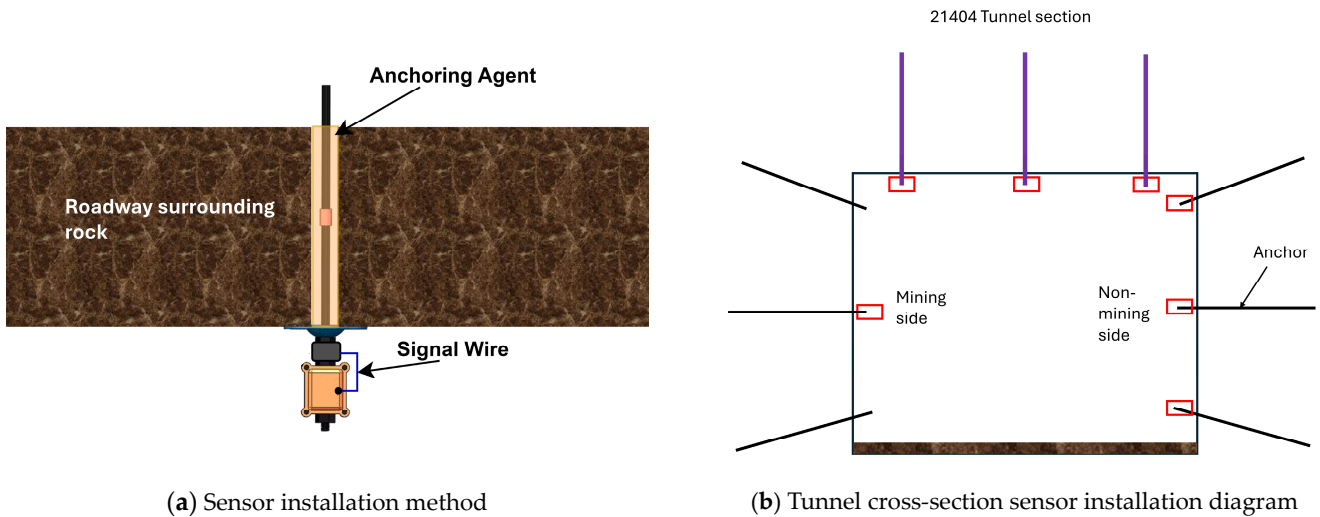 21404 Tunnel section
Anchoring Agent
Roadway surrounding
rock
Signal Wire
Anchor
Mining
side
Non-
mining
side
(a) Sensor installation method
(b) Tunnel cross-section sensor installation diagram